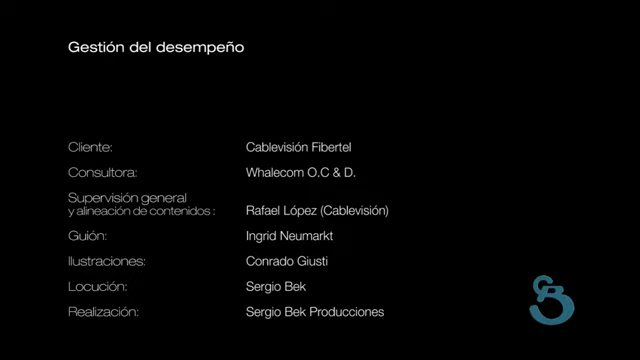 Gestión del desempeño
Cliente: Cablevisión Fibertel
Consultora: Whalecom O.C & D.
Supervisión general
y alineación de contenidos : Rafael López (Cablevisión)
Guión: Ingrid Neumarkt
Ilustraciones: Conrado Giusti
Locución: Sergio Bek
Realización: Sergio Bek Producciones